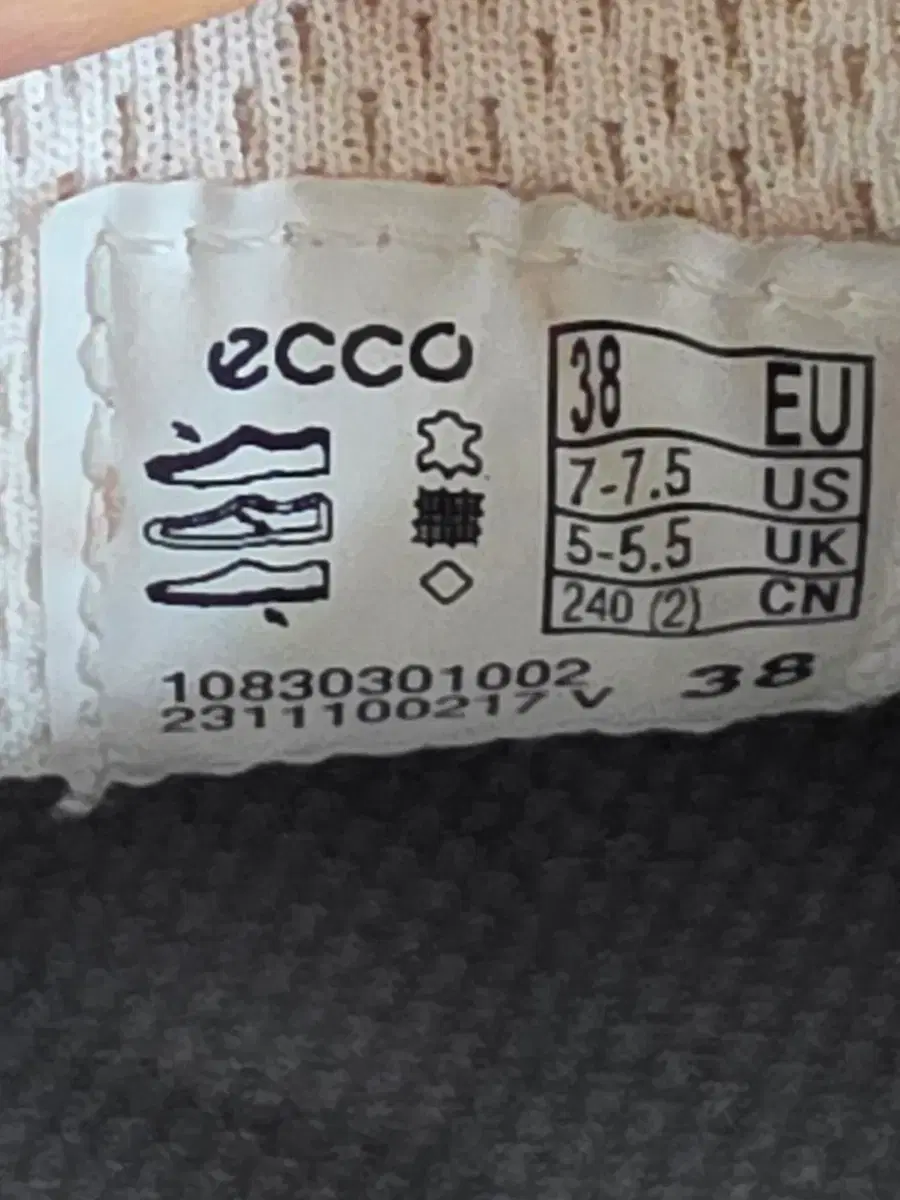 ecco
38 EU
7-7.5 US
5-5.5 UK
240 (2) CN
10830301002
2311100217 V 38